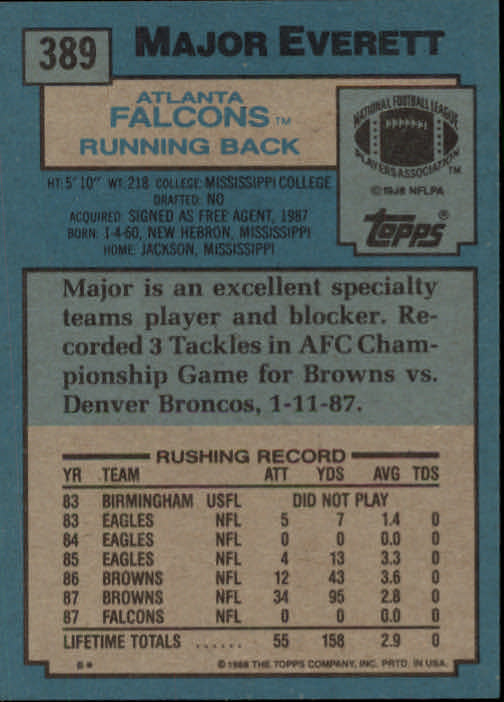 389
MAJOR EVERETT
ATLANTA
FALCONS™
RUNNING BACK
NATIONAL FOOTBALL LEAGUE
PLAYERS ASSOCIATION™
© 1988 NFLPA
Topps®
HT: 5'10" WT: 218 COLLEGE: MISSISSIPPI COLLEGE
DRAFTED: NO
ACQUIRED: SIGNED AS FREE AGENT, 1987
BORN: 1-4-60, NEW HEBRON, MISSISSIPPI
HOME: JACKSON, MISSISSIPPI
Major is an excellent specialty
teams player and blocker. Re-
corded 3 Tackles in AFC Cham-
pionship Game for Browns vs.
Denver Broncos, 1-11-87.
RUSHING RECORD
YR TEAM ATT YDS AVG TDS
83 BIRMINGHAM USFL DID NOT PLAY
83 EAGLES NFL 5 7 1.4 0
84 EAGLES NFL 0 0 0.0 0
85 EAGLES NFL 4 13 3.3 0
86 BROWNS NFL 12 43 3.6 0
87 BROWNS NFL 34 95 2.8 0
87 FALCONS NFL 0 0 0.0 0
LIFETIME TOTALS ...... 55 158 2.9 0
© 1988 THE TOPPS COMPANY, INC. PRTD. IN USA.